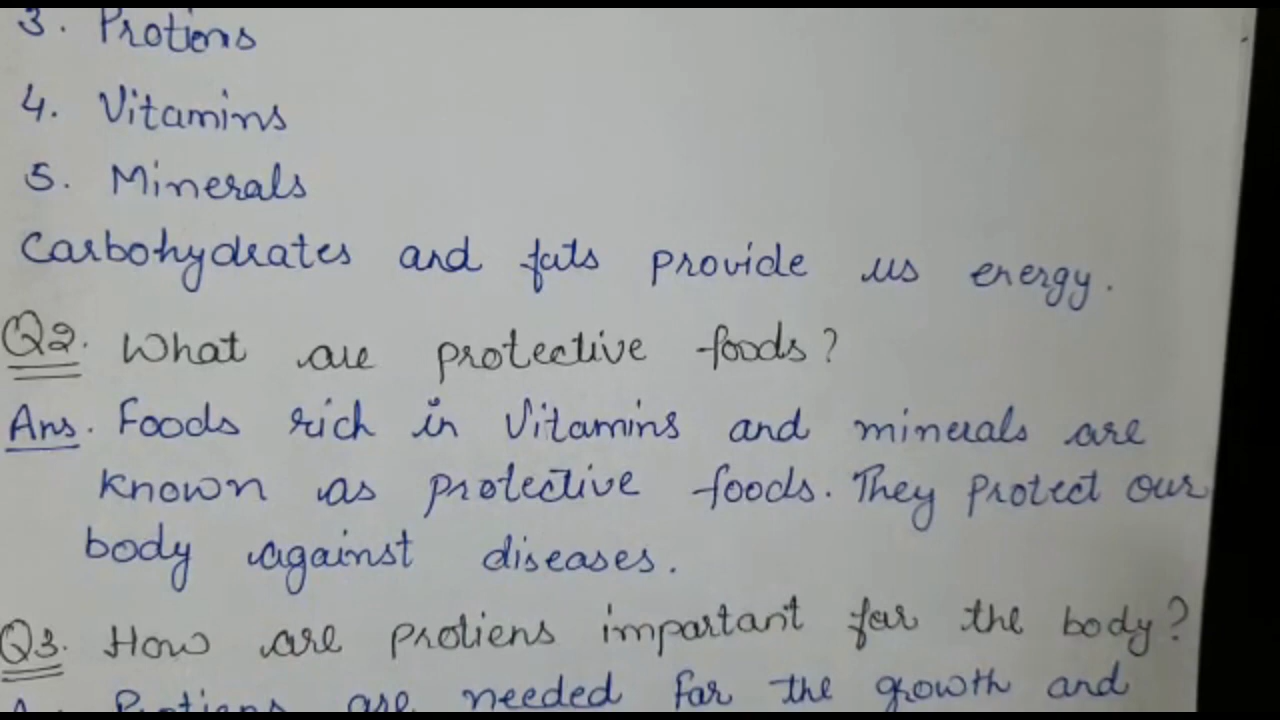 3. Protions
4. Vitamins
5. Minerals
Carbohydrates and fats provide us energy.
Q2. What are protective foods?
Ans. Foods rich in Vitamins and minerals are
known as protective foods. They Protect our
body against diseases.
Q3. How are protiens important for the body?
Protiens are needed for the growth and